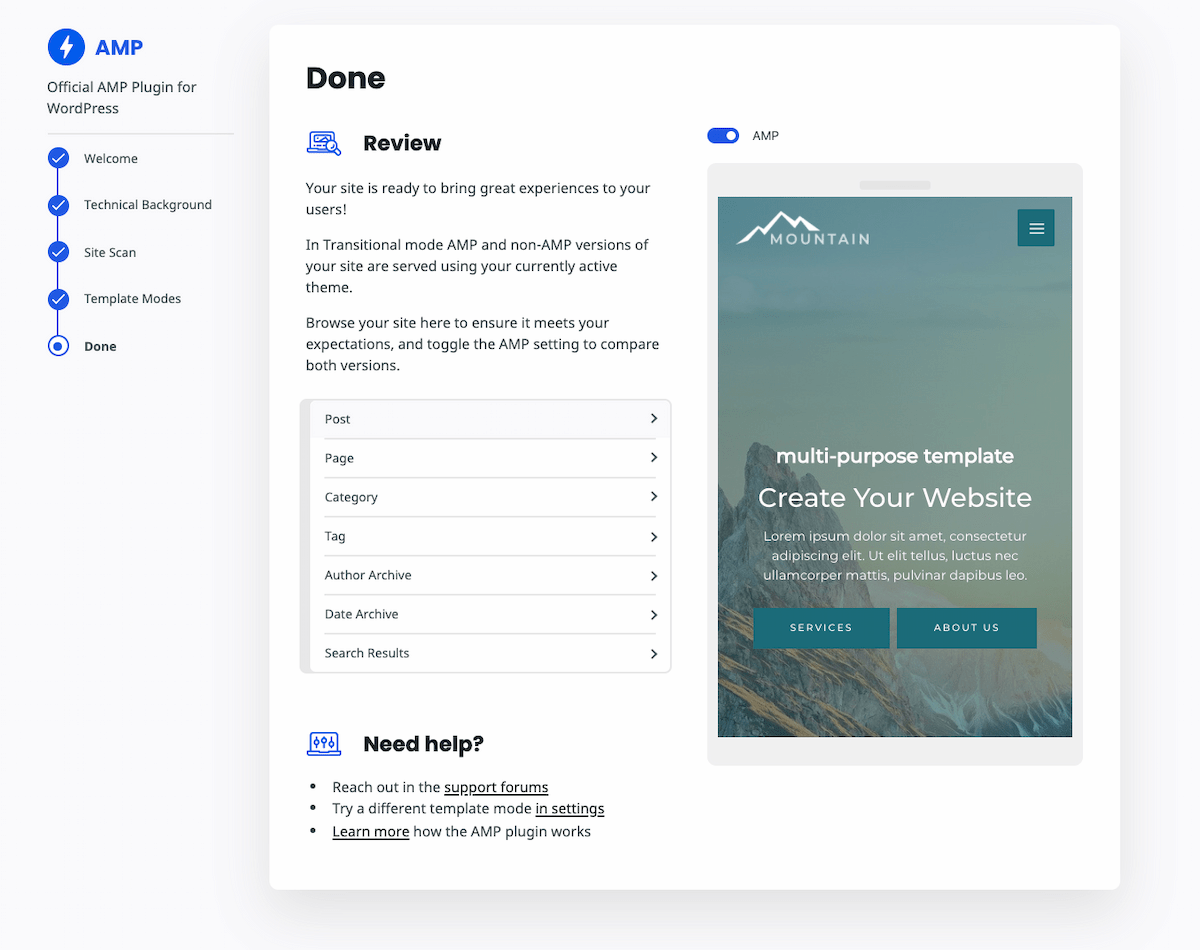 AMP
Official AMP Plugin for
WordPress
Welcome
Technical Background
Site Scan
Template Modes
Done
Done
Review
Your site is ready to bring great experiences to your
users!
In Transitional mode AMP and non-AMP versions of
your site are served using your currently active
theme.
Browse your site here to ensure it meets your
expectations, and toggle the AMP setting to compare
both versions.
Post
Page
Category
Tag
Author Archive
Date Archive
Search Results
Need help?
Reach out in the support forums
Try a different template mode in settings
Learn more how the AMP plugin works
AMP
MOUNTAIN
multi-purpose template
Create Your Website
Lorem ipsum dolor sit amet, consectetur
adipiscing elit. Ut elit tellus, luctus nec
ullamcorper mattis, pulvinar dapibus leo.
SERVICES
ABOUT US